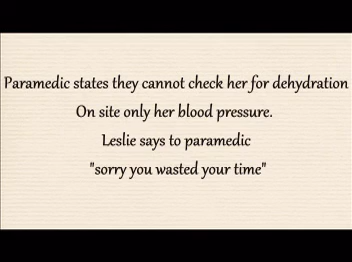 Paramedic states they cannot check her for dehydration
On site only her blood pressure.
Leslie says to paramedic
"sorry you wasted your time"